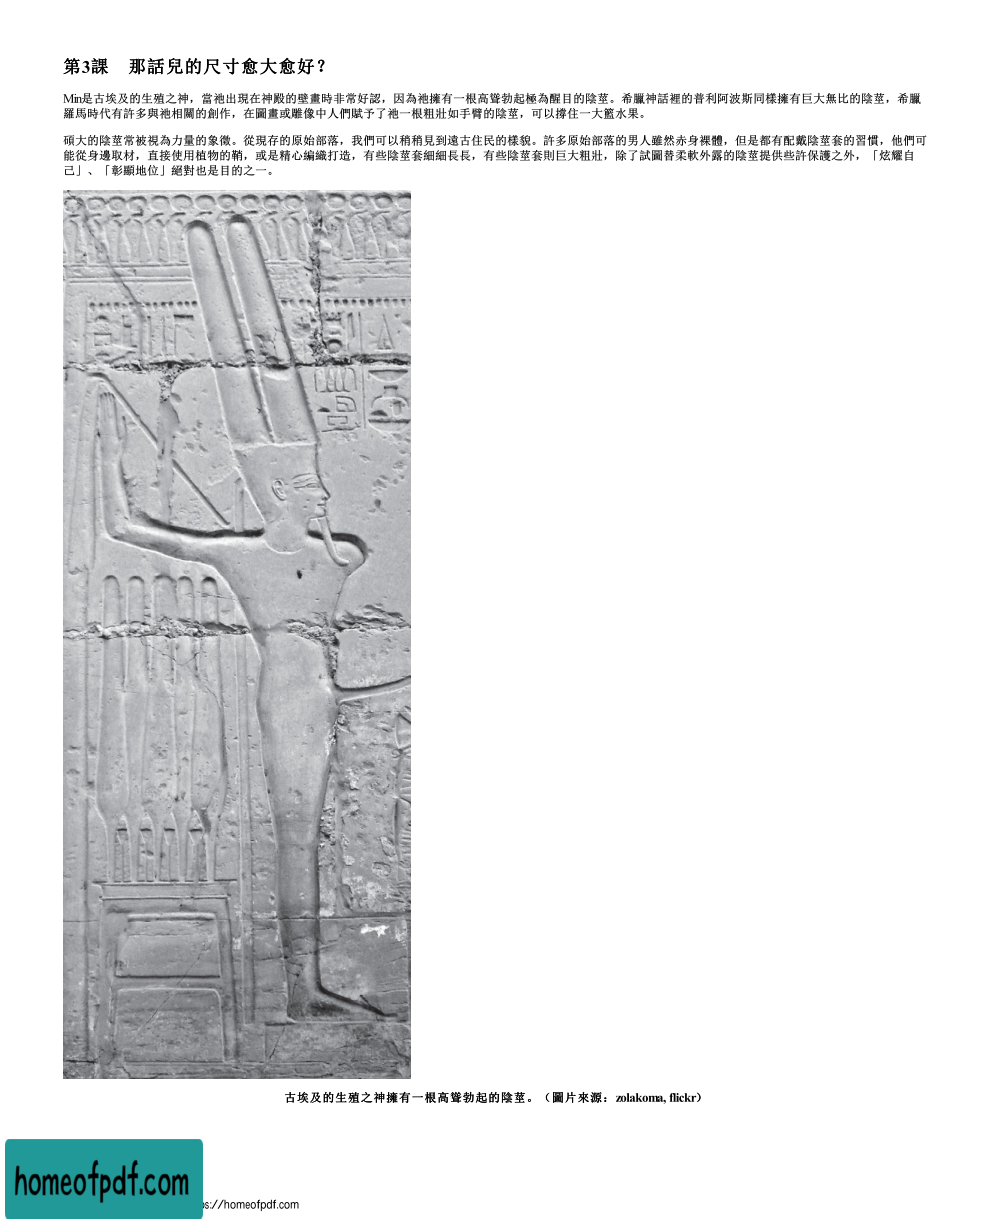 第3課　那話兒的尺寸愈大愈好？
Min是古埃及的生殖之神，當祂出現在神殿的壁畫時非常好認，因為祂擁有一根高聳勃起極為醒目的陰莖。希臘神話裡的普利阿波斯同樣擁有巨大無比的陰莖，希臘
羅馬時代有許多與祂相關的創作，在圖畫或雕像中人們賦予了祂一根粗壯如手臂的陰莖，可以撐住一大籃水果。
碩大的陰莖常被視為力量的象徵。從現存的原始部落，我們可以稍稍見到遠古住民的樣貌。許多原始部落的男人雖然赤身裸體，但是都有配戴陰莖套的習慣，他們可
能從身邊取材，直接使用植物的鞘，或是精心編織打造，有些陰莖套細細長長，有些陰莖套則巨大粗壯，除了試圖替柔軟外露的陰莖提供些許保護之外，「炫耀自
己」、「彰顯地位」絕對也是目的之一。
古埃及的生殖之神擁有一根高聳勃起的陰莖。（圖片來源：zolakoma, flickr）
homeofpdf.com
ps://homeofpdf.com